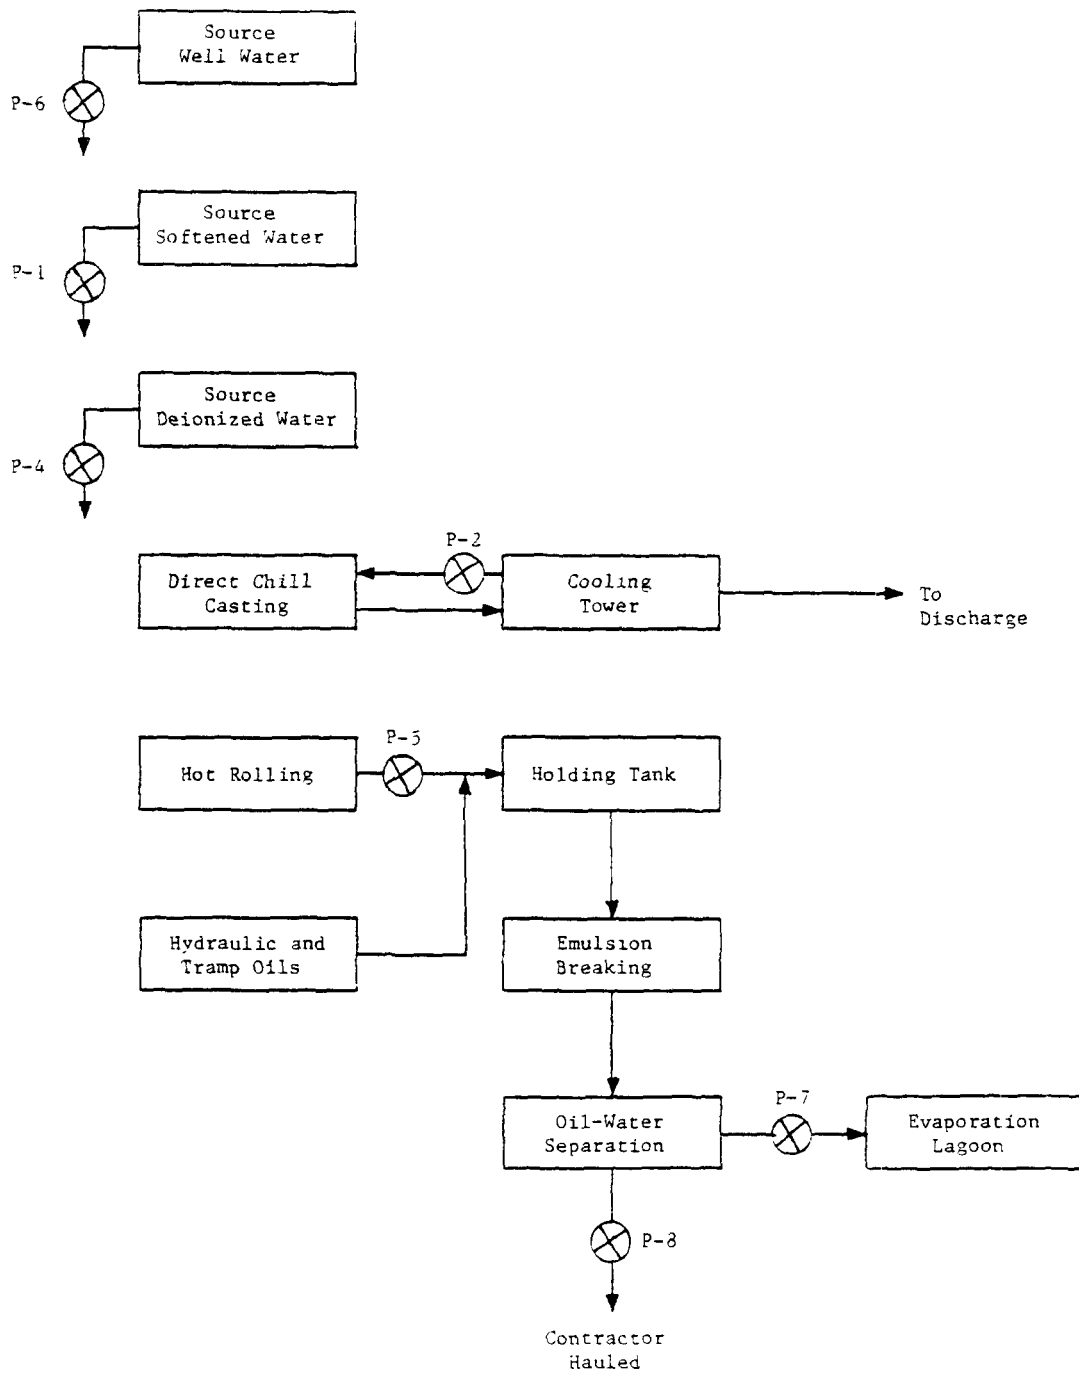 Source
Well Water
P-6
Source
Softened Water
P-1
Source
Deionized Water
P-4
P-2
Direct Chill
Casting
Cooling
Tower
To
Discharge
P-5
Hot Rolling
Holding Tank
Hydraulic and
Tramp Oils
Emulsion
Breaking
Oil-Water
Separation
P-7
Evaporation
Lagoon
P-8
Contractor
Hauled